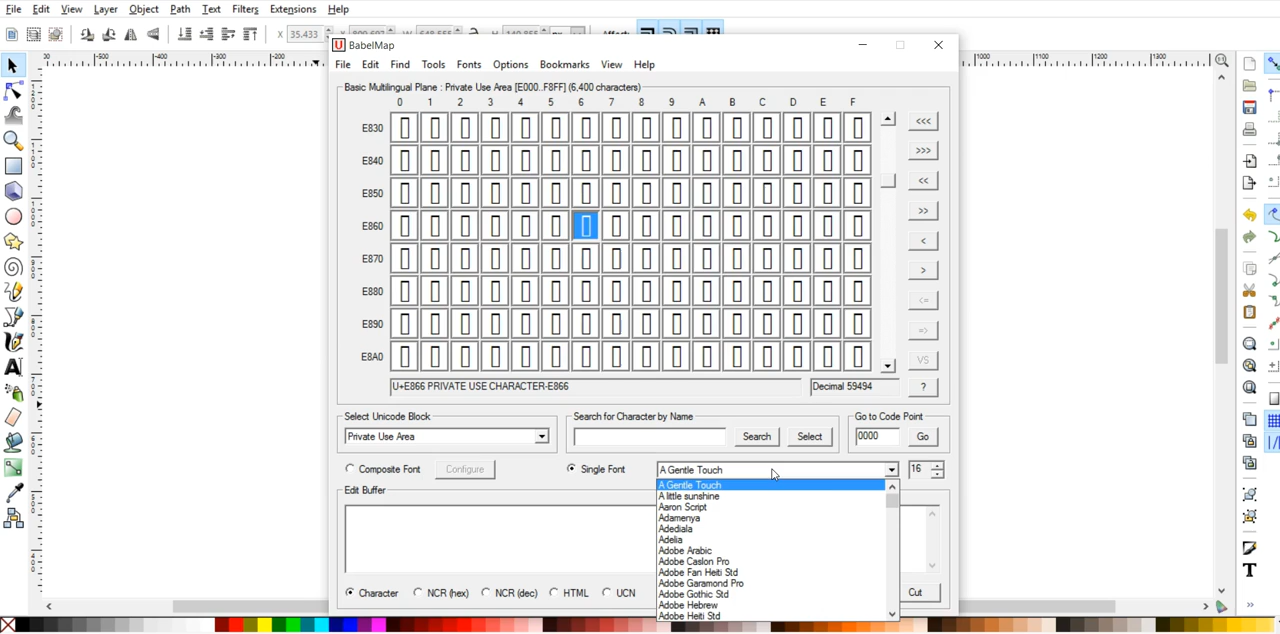 File Edit View Layer Object Path Text Filters Extensions Help
X 35.433
BabelMap
File Edit Find Tools Fonts Options Bookmarks View Help
Basic Multilingual Plane : Private Use Area [E000..F8FF] (6,400 characters)
0 1 2 3 4 5 6 7 8 9 A B C D E F
E830 <<<
E840 >>>
E850 <<
E860 >>
E870 <
E880 >
E890 <=
=>
E8A0 VS
U+E866 PRIVATE USE CHARACTER-E866 Decimal 59494 ?
Select Unicode Block Search for Character by Name Go to Code Point
Private Use Area Search Select 0000 Go
Composite Font Configure Single Font A Gentle Touch 16
Edit Buffer
A Gentle Touch
A little sunshine
Aaron Script
Adamenya
Adediala
Adelia
Adobe Arabic
Adobe Caslon Pro
Adobe Fan Heiti Std
Adobe Garamond Pro
Adobe Gothic Std
Adobe Hebrew
Adobe Heiti Std
Character NCR (hex) NCR (dec) HTML UCN Cut